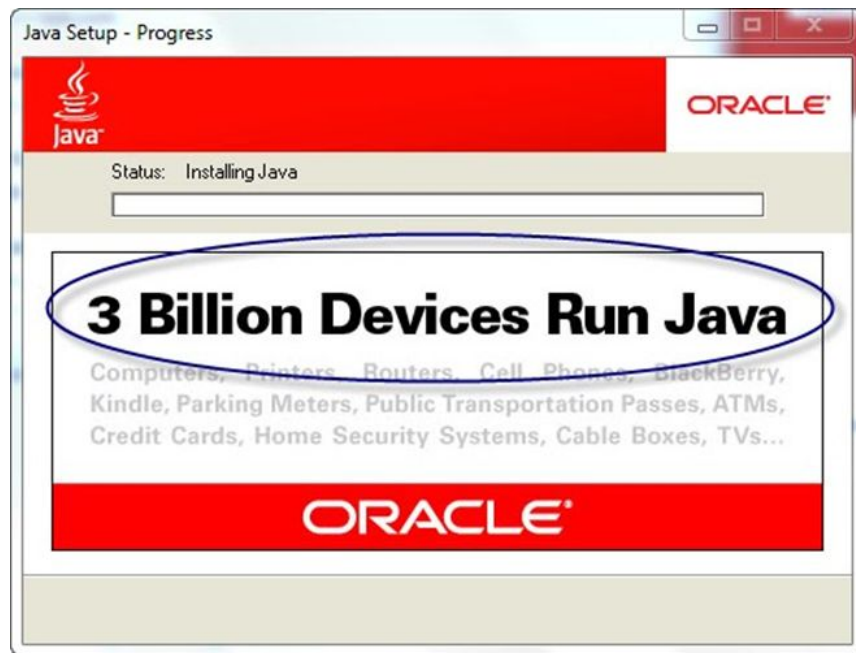 Java Setup - Progress
Java
ORACLE
Status: Installing Java
3 Billion Devices Run Java
Computers, Printers, Routers, Cell Phones, BlackBerry,
Kindle, Parking Meters, Public Transportation Passes, ATMs,
Credit Cards, Home Security Systems, Cable Boxes, TVs...
ORACLE